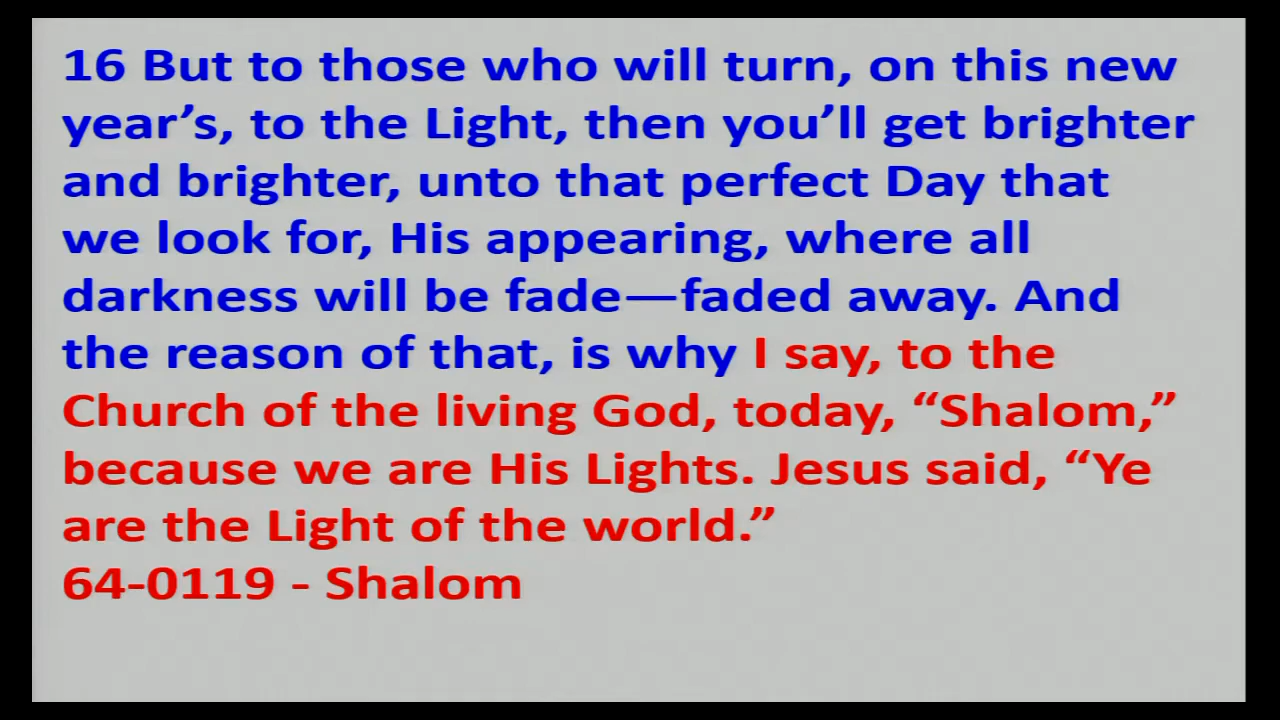 16 But to those who will turn, on this new
year’s, to the Light, then you’ll get brighter
and brighter, unto that perfect Day that
we look for, His appearing, where all
darkness will be fade—faded away. And
the reason of that, is why I say, to the
Church of the living God, today, “Shalom,”
because we are His Lights. Jesus said, “Ye
are the Light of the world.”
64-0119 - Shalom